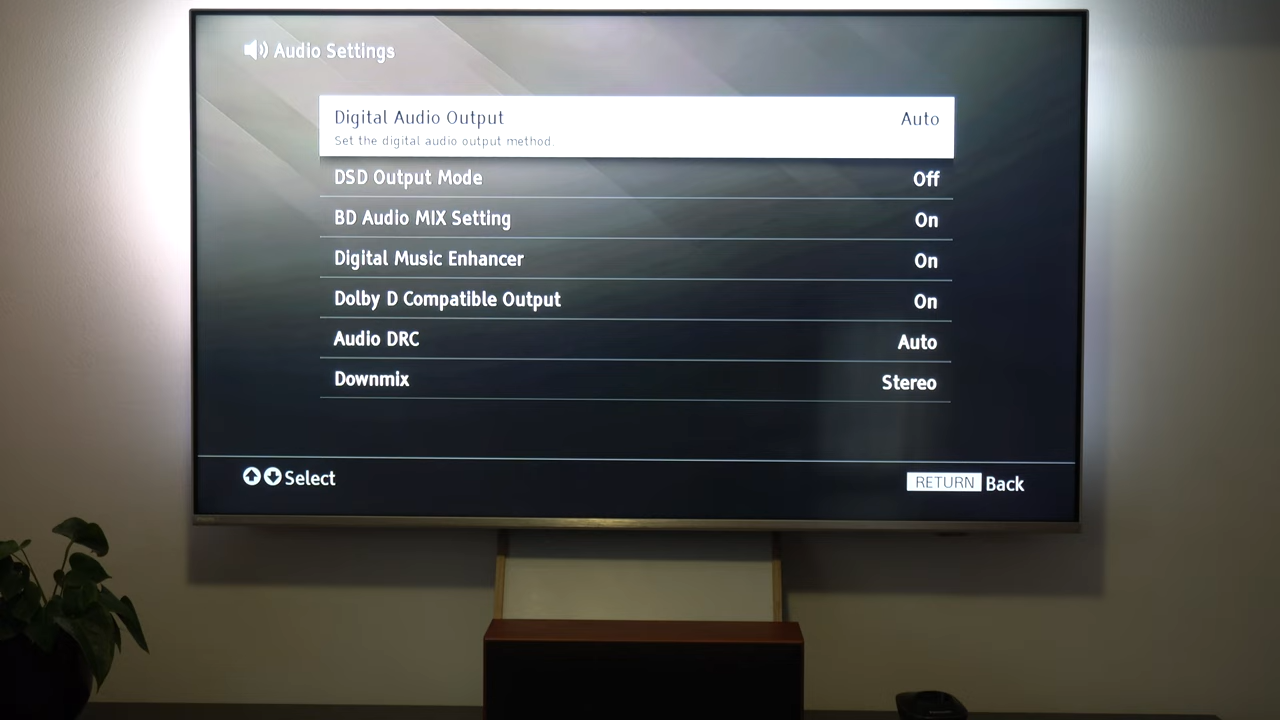 Audio Settings
Digital Audio Output Auto
Set the digital audio output method.
DSD Output Mode Off
BD Audio MIX Setting On
Digital Music Enhancer On
Dolby D Compatible Output On
Audio DRC Auto
Downmix Stereo
Select RETURN Back